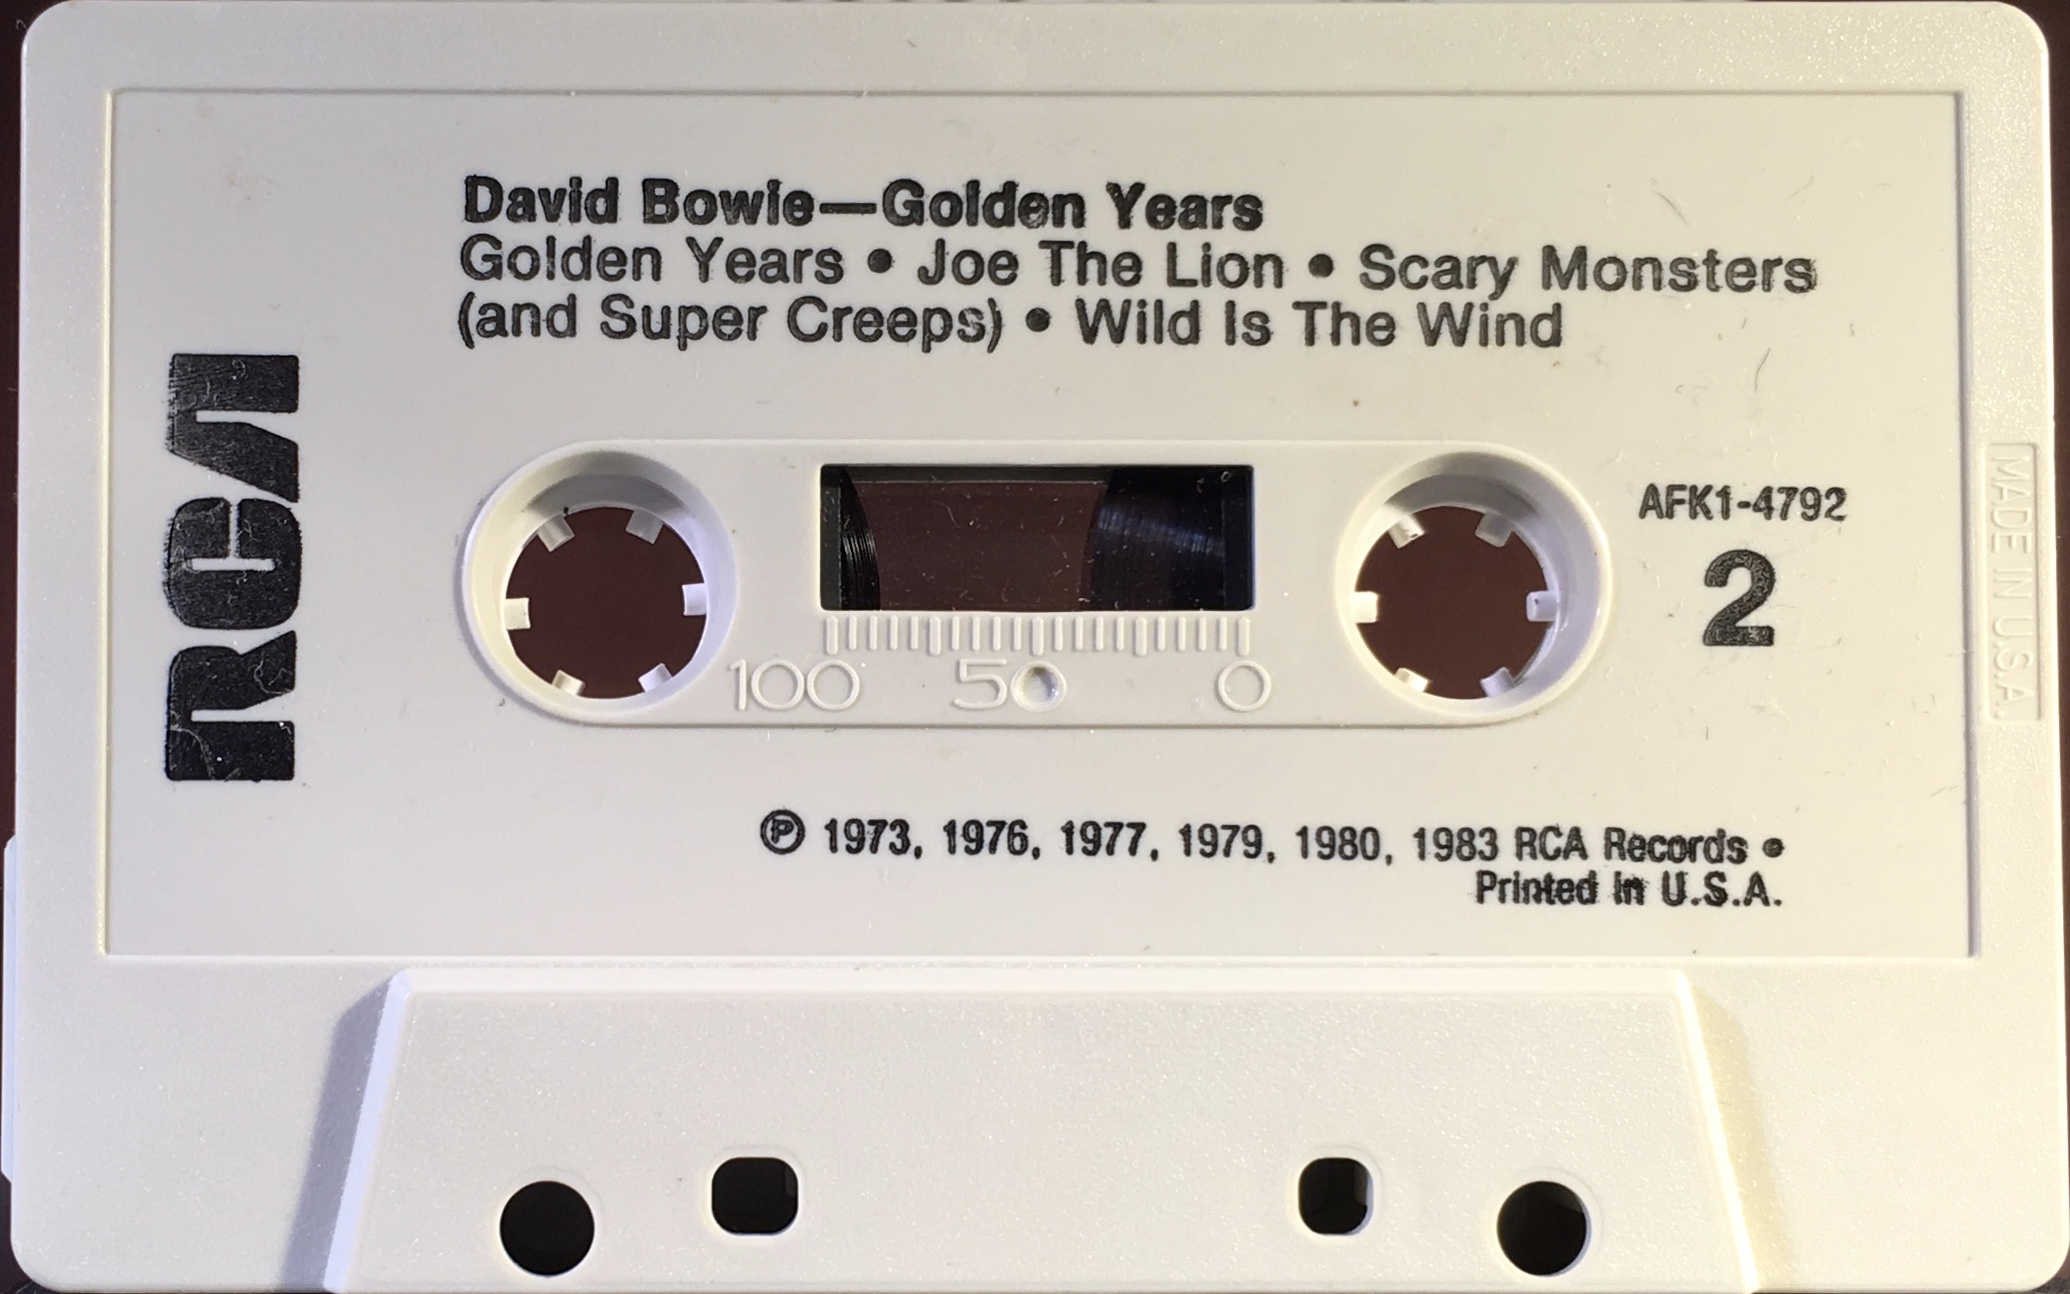 David Bowie—Golden Years
Golden Years • Joe The Lion • Scary Monsters
(and Super Creeps) • Wild Is The Wind
RCA
AFK1-4792
2
100 50 0
MADE IN U.S.A.
℗ 1973, 1976, 1977, 1979, 1980, 1983 RCA Records •
Printed in U.S.A.